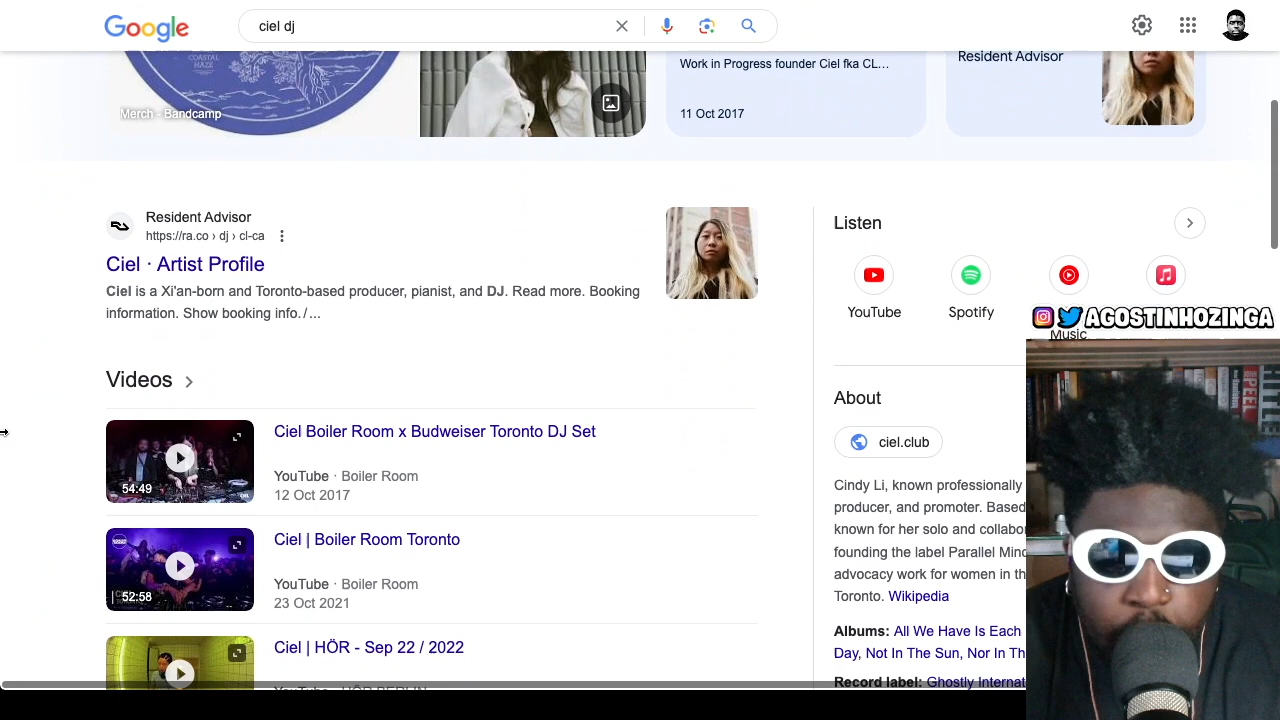 Google
ciel dj
COASTAL
HAZE
Merch - Bandcamp
Work in Progress founder Ciel fka CL...
11 Oct 2017
Resident Advisor
Resident Advisor
https://ra.co › dj › cl-ca
Ciel · Artist Profile
Ciel is a Xi'an-born and Toronto-based producer, pianist, and DJ. Read more. Booking
information. Show booking info./ ...
Videos
54:49
Ciel Boiler Room x Budweiser Toronto DJ Set
YouTube · Boiler Room
12 Oct 2017
52:58
Ciel | Boiler Room Toronto
YouTube · Boiler Room
23 Oct 2021
Ciel | HÖR - Sep 22 / 2022
YouTube · HÖR BERLIN
Listen
YouTube
Spotify
Music
AGOSTINHOZINGA
About
ciel.club
Cindy Li, known professionally
producer, and promoter. Based
known for her solo and
founding the label Parallel
advocacy work for women in
Toronto. Wikipedia
Albums: All We Have Is Each
Day, Not In The Sun, Nor In
Record label: Ghostly